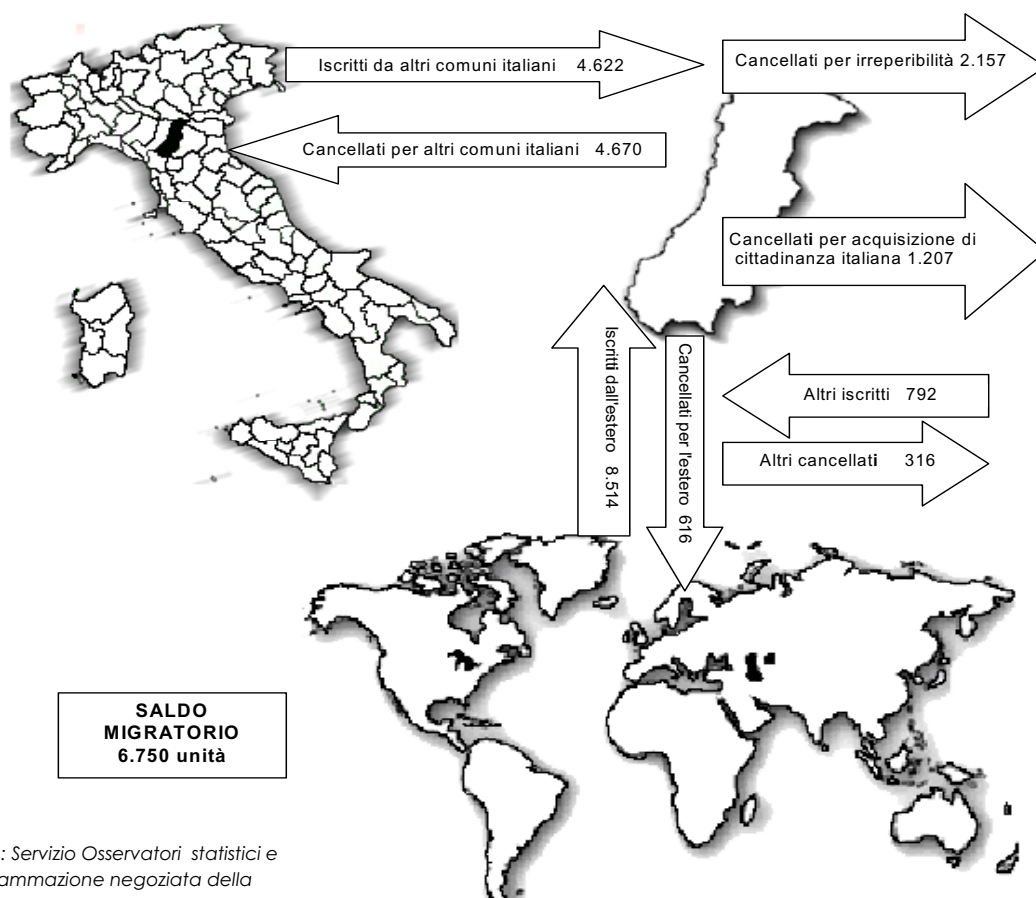 Iscritti da altri comuni italiani 4.622
Cancellati per irreperibilità 2.157
Cancellati per altri comuni italiani 4.670
Cancellati per acquisizione di
cittadinanza italiana 1.207
Iscritti dall'estero 8.514
Cancellati per l'estero 616
Altri iscritti 792
Altri cancellati 316
SALDO
MIGRATORIO
6.750 unità
: Servizio Osservatori statistici e
ammazione negoziata della